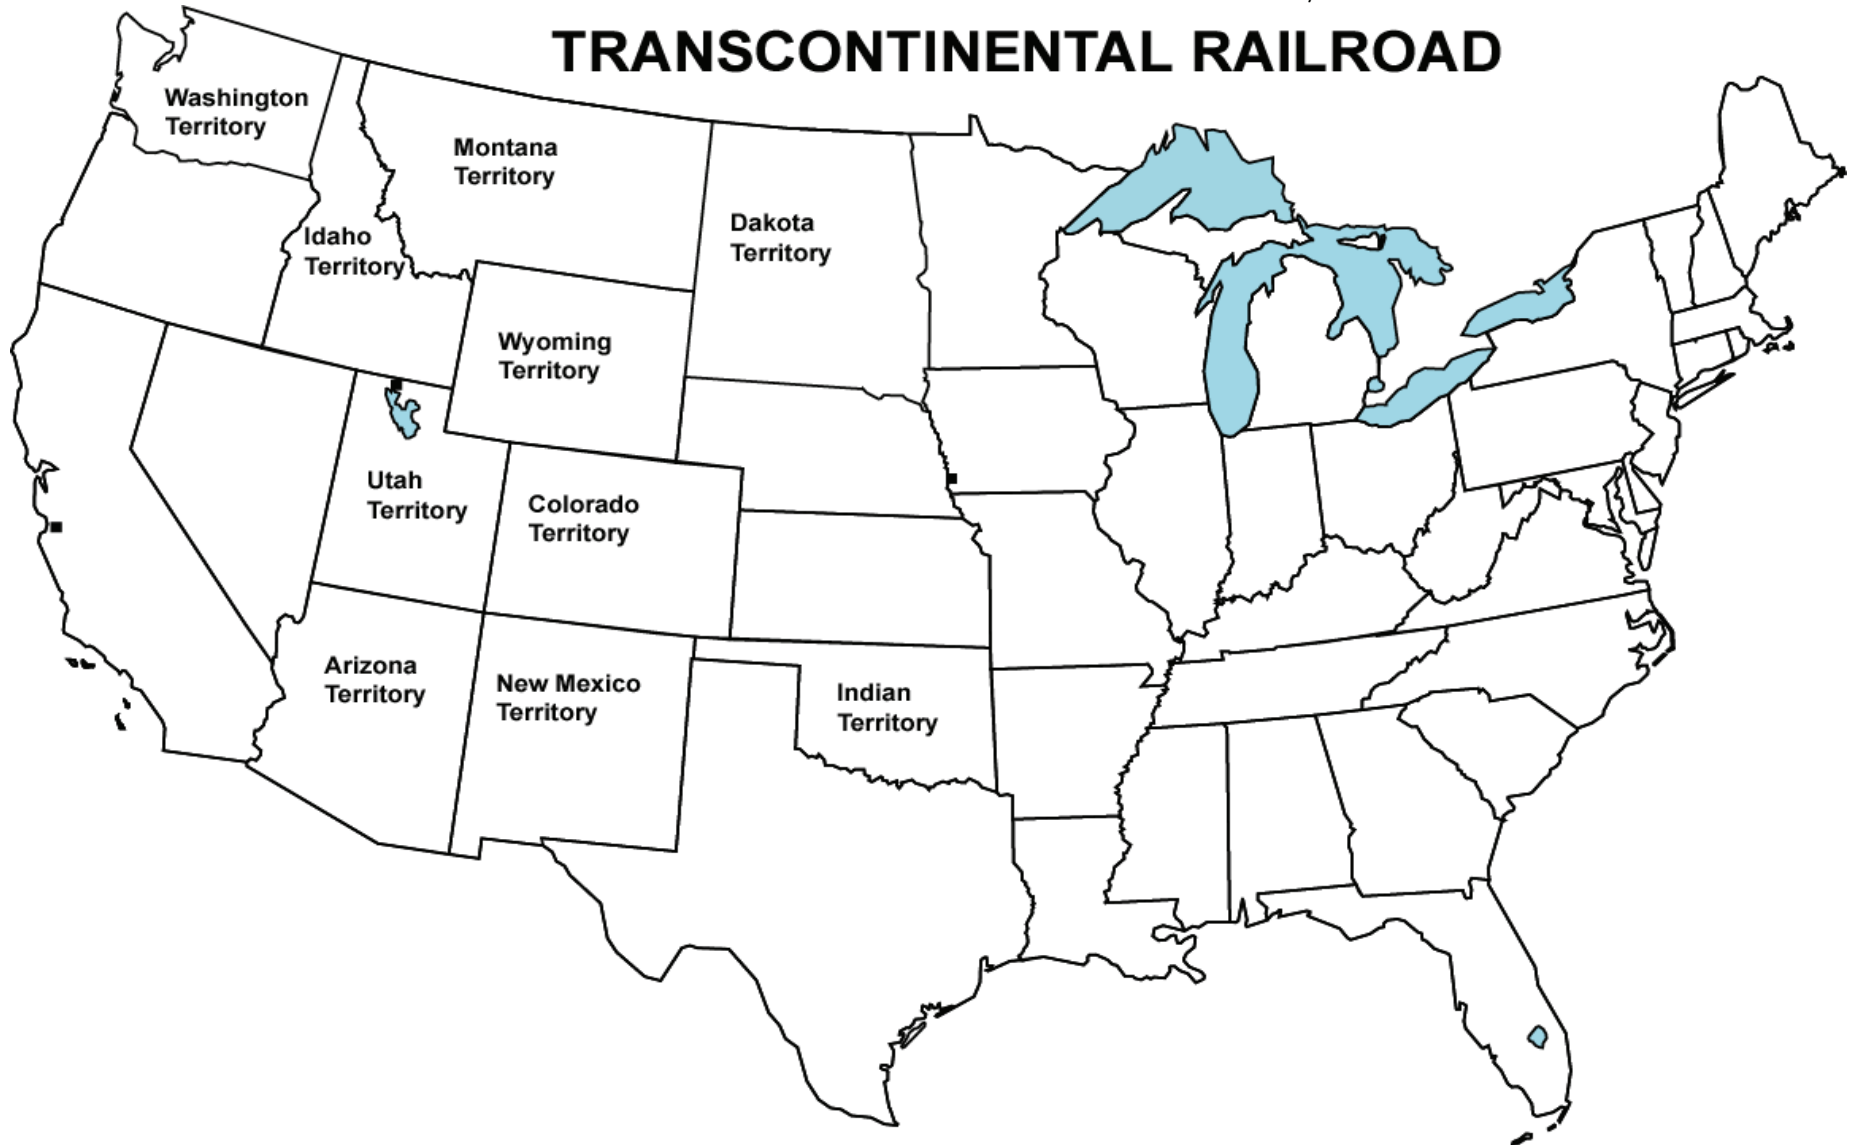 TRANSCONTINENTAL RAILROAD
Washington
Territory
Montana
Territory
Dakota
Territory
Idaho
Territory
Wyoming
Territory
Utah
Territory
Colorado
Territory
Arizona
Territory
New Mexico
Territory
Indian
Territory